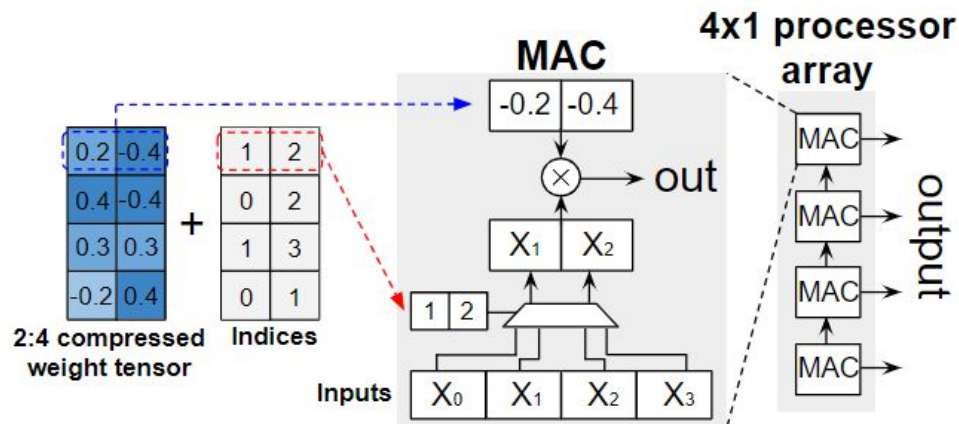 4x1 processor
array
MAC
-0.2 -0.4
MAC
0.2 -0.4
1 2
out
MAC
0.4 -0.4
+
0 2
output
0.3 0.3
1 3
X1 X2
MAC
-0.2 0.4
0 1
1 2
2:4 compressed
weight tensor
Indices
MAC
Inputs
X0 X1 X2 X3